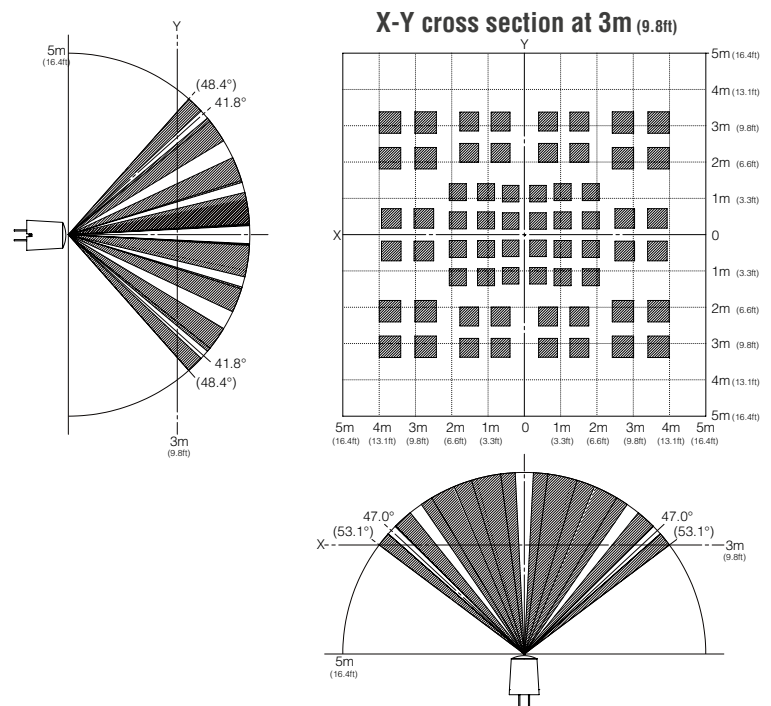 X-Y cross section at 3m (9.8ft)
Y
5m
(16.4ft)
(48.4°)
41.8°
41.8°
(48.4°)
3m
(9.8ft)
Y
5m (16.4ft)
4m (13.1ft)
3m (9.8ft)
2m (6.6ft)
1m (3.3ft)
X 0
1m (3.3ft)
2m (6.6ft)
3m (9.8ft)
4m (13.1ft)
5m (16.4ft)
5m 4m 3m 2m 1m 0 1m 2m 3m 4m 5m
(16.4ft) (13.1ft) (9.8ft) (6.6ft) (3.3ft) (3.3ft) (6.6ft) (9.8ft) (13.1ft) (16.4ft)
47.0° 47.0°
(53.1°) (53.1°)
X 3m
(9.8ft)
5m
(16.4ft)